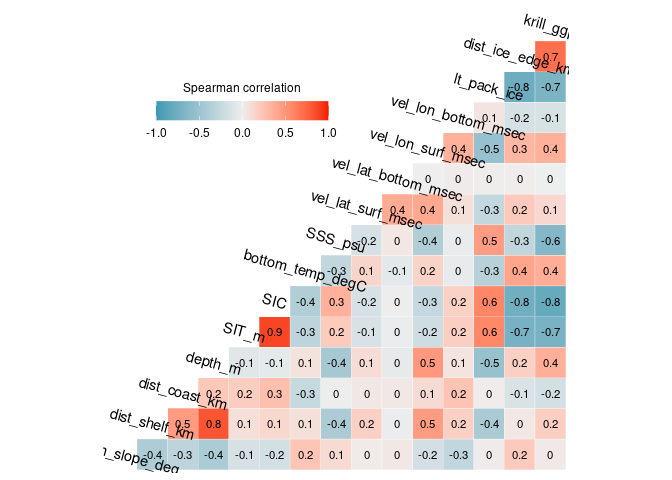 krill_gg
dist_ice_edge_km 0.7
lt_pack_ice -0.8 -0.7
Spearman correlation
-1.0 -0.5 0.0 0.5 1.0
vel_lon_bottom_msec 0.1 -0.2 -0.1
vel_lon_surf_msec 0.4 -0.5 0.3 0.4
vel_lat_bottom_msec 0 0 0 0 0
vel_lat_surf_msec 0.4 0.4 0.1 -0.3 0.2 0.1
SSS_psu -0.2 0 -0.4 0 0.5 -0.3 -0.6
bottom_temp_degC -0.3 0.1 -0.1 0.2 0 -0.3 0.4 0.4
SIC -0.4 0.3 -0.2 0 -0.3 0.2 0.6 -0.8 -0.8
SIT_m 0.9 -0.3 0.2 -0.1 0 -0.2 0.2 0.6 -0.7 -0.7
depth_m -0.1 -0.1 0.1 -0.4 0.1 0 0.5 0.1 -0.5 0.2 0.4
dist_coast_km 0.2 0.2 0.3 -0.3 0 0 0 0.1 0.2 0 -0.1 -0.2
dist_shelf_km 0.5 0.8 0.1 0.1 0.1 -0.4 0.2 0 0.5 0.2 -0.4 0 0.2
_slope_deg -0.4 -0.3 -0.4 -0.1 -0.1 0.2 0.1 0 0 -0.2 -0.3 0 0.2 0